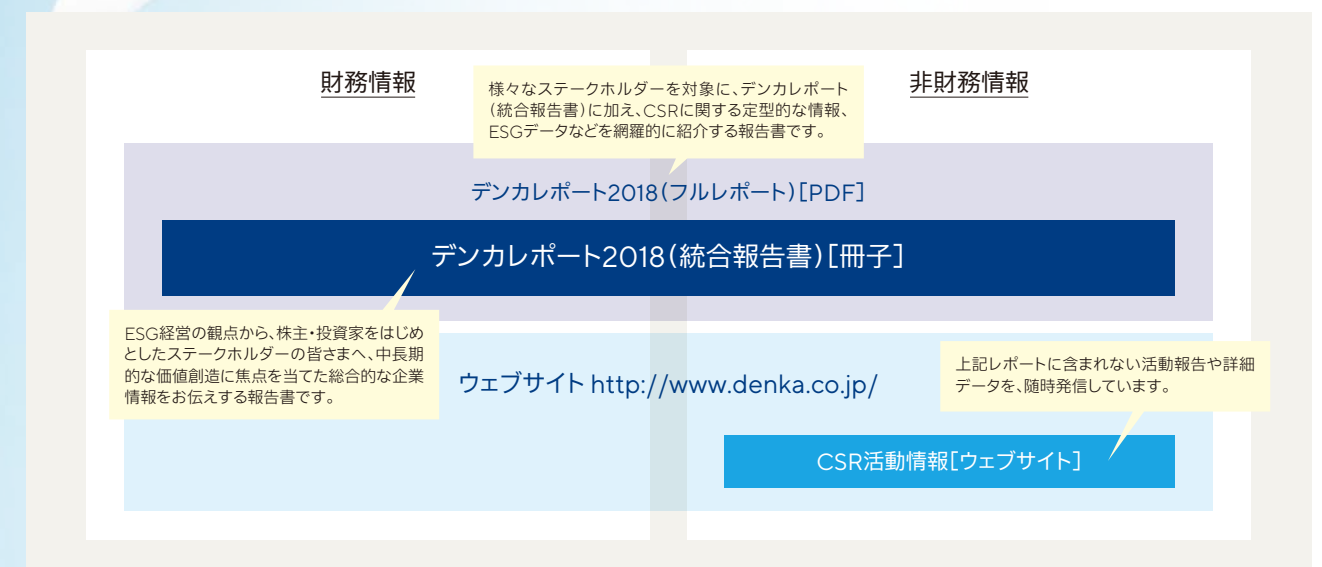 財務情報
非財務情報
様々なステークホルダーを対象に、デンカレポート
(統合報告書)に加え、CSRに関する定型的な情報、
ESGデータなどを網羅的に紹介する報告書です。
デンカレポート2018(フルレポート)[PDF]
デンカレポート2018(統合報告書)[冊子]
ESG経営の観点から、株主・投資家をはじめ
としたステークホルダーの皆さまへ、中長期
的な価値創造に焦点を当てた総合的な企業
情報をお伝えする報告書です。
ウェブサイト http://www.denka.co.jp/
上記レポートに含まれない活動報告や詳細
データを、随時発信しています。
CSR活動情報[ウェブサイト]